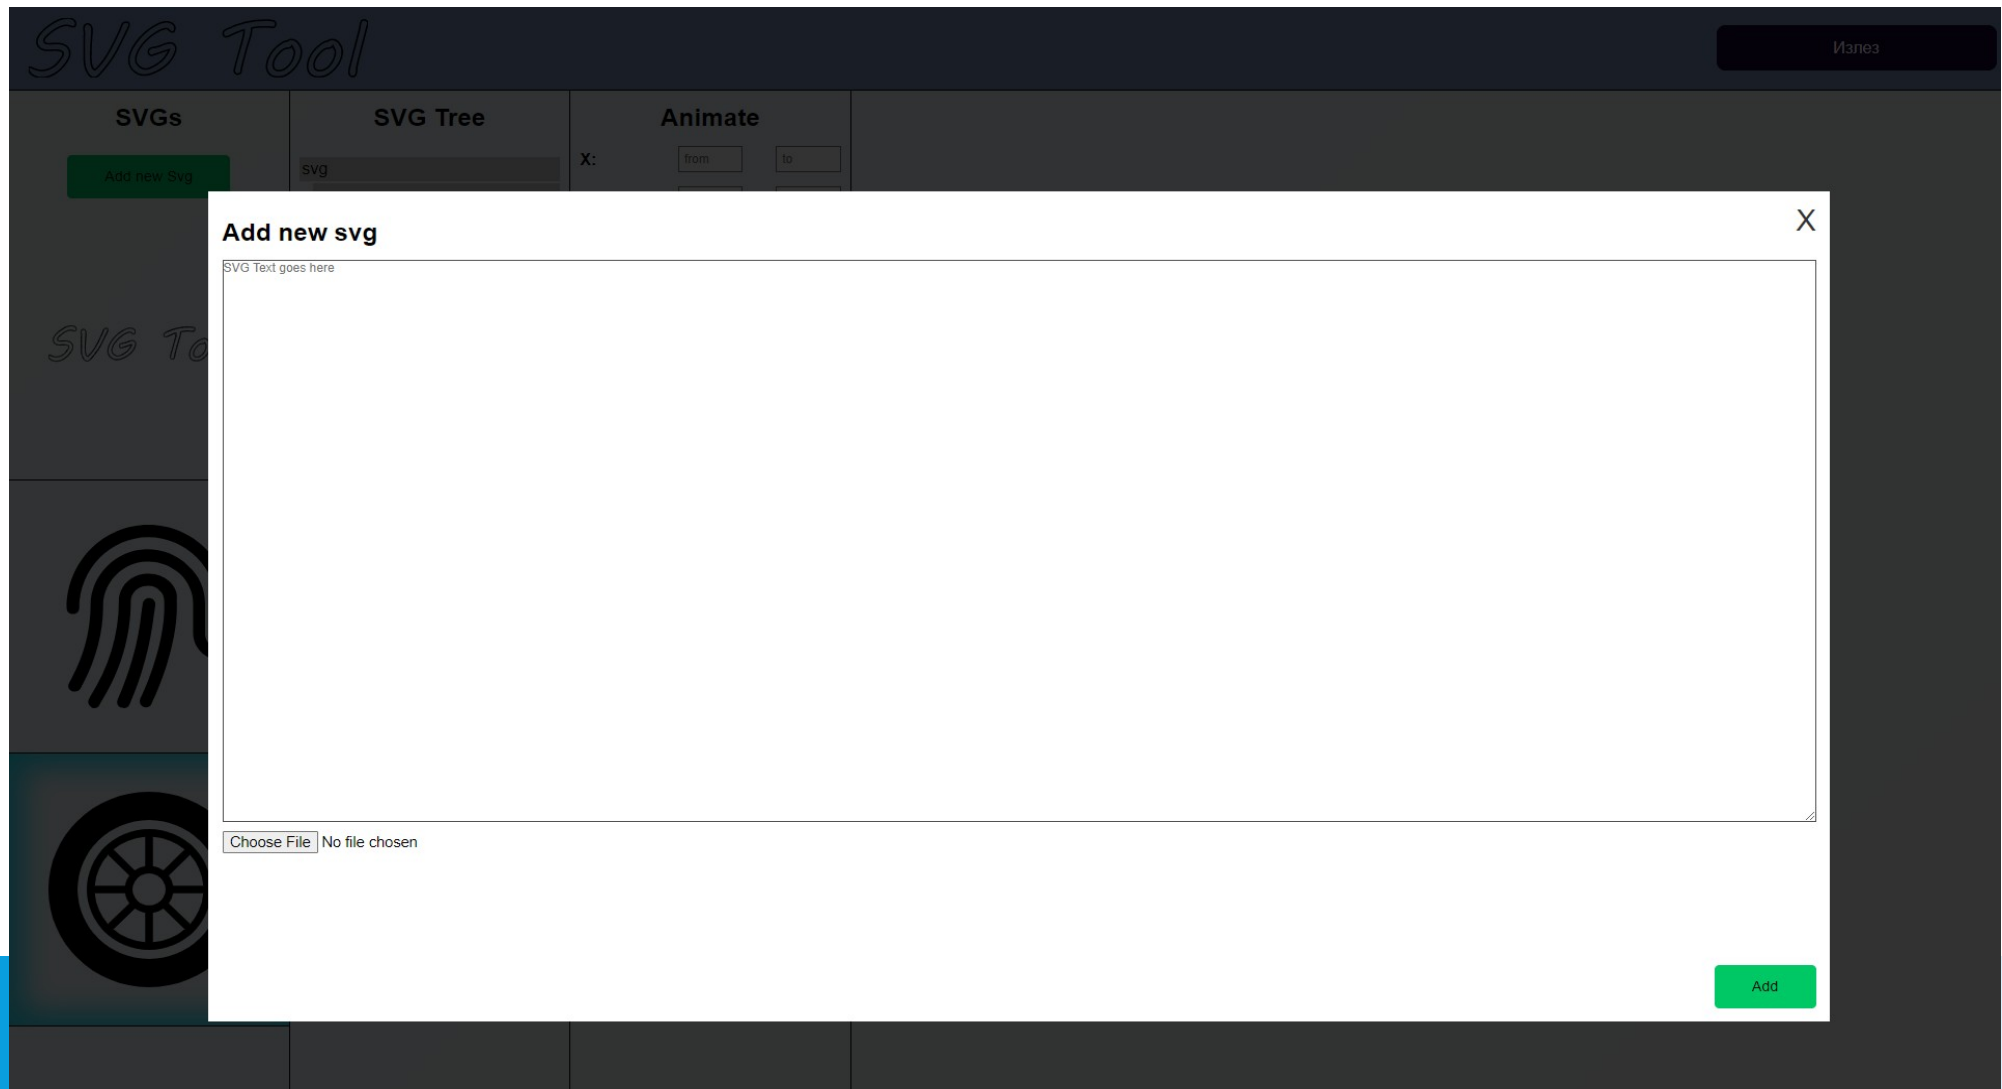 SVG Tool
Излез
SVGs
SVG Tree
Animate
Add new Svg
svg
X:
from
to
Add new svg
X
SVG Text goes here
SVG To
Choose File No file chosen
Add